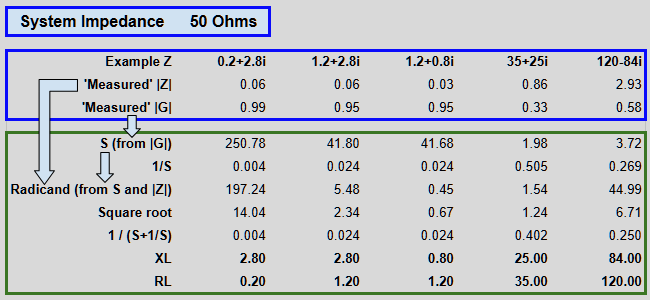 System Impedance 50 Ohms
Example Z 0.2+2.8i 1.2+2.8i 1.2+0.8i 35+25i 120-84i
'Measured' |Z| 0.06 0.06 0.03 0.86 2.93
'Measured' |G| 0.99 0.95 0.95 0.33 0.58
S (from |G|) 250.78 41.80 41.68 1.98 3.72
1/S 0.004 0.024 0.024 0.505 0.269
Radicand (from S and |Z|) 197.24 5.48 0.45 1.54 44.99
Square root 14.04 2.34 0.67 1.24 6.71
1 / (S+1/S) 0.004 0.024 0.024 0.402 0.250
XL 2.80 2.80 0.80 25.00 84.00
RL 0.20 1.20 1.20 35.00 120.00